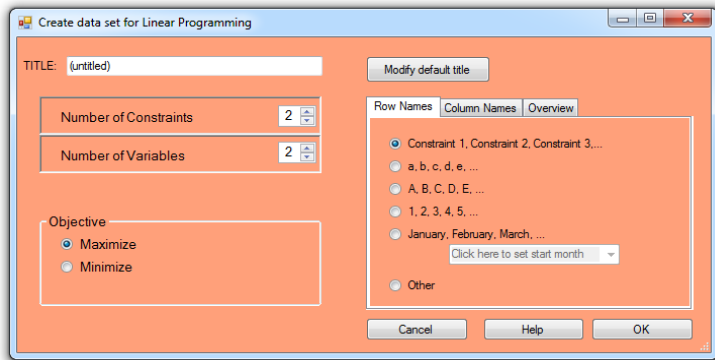 Create data set for Linear Programming
TITLE: (untitled)
Modify default title
Number of Constraints 2
Number of Variables 2
Objective
Maximize
Minimize
Row Names Column Names Overview
Constraint 1, Constraint 2, Constraint 3,...
a, b, c, d, e, ...
A, B, C, D, E, ...
1, 2, 3, 4, 5, ...
January, February, March, ...
Click here to set start month
Other
Cancel Help OK